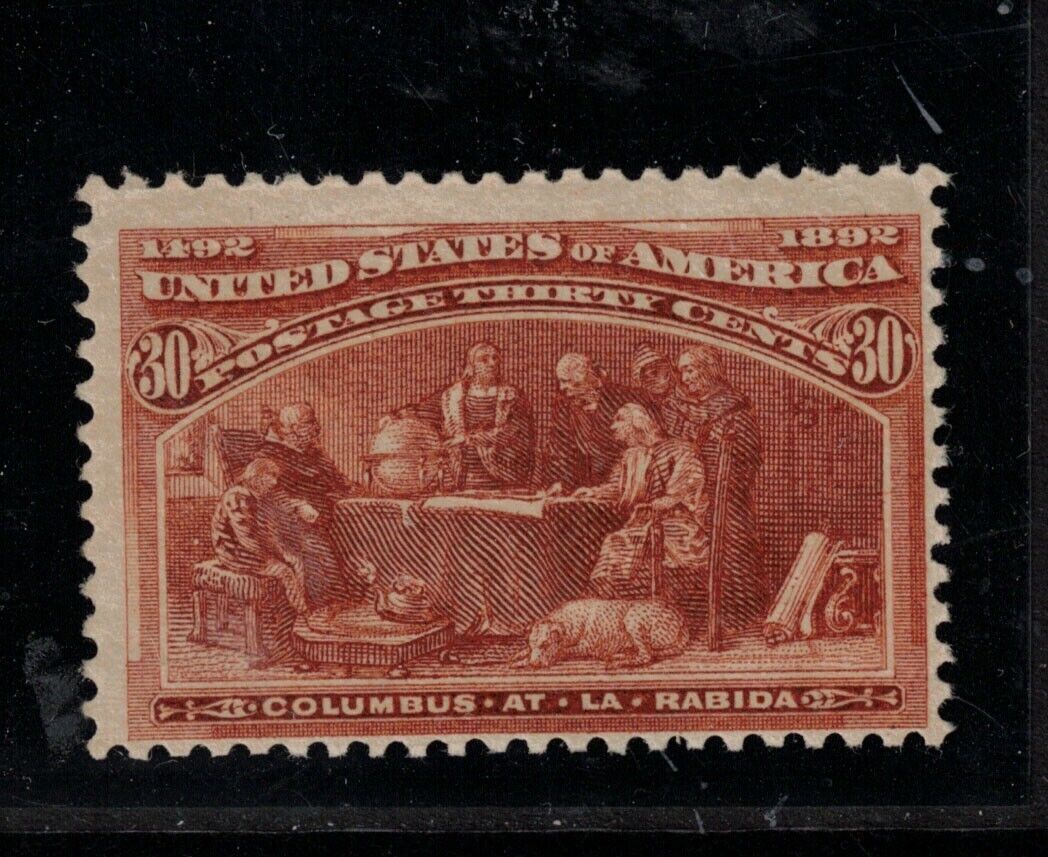 1492 1892
UNITED STATES OF AMERICA
POSTAGE THIRTY CENTS
30 30
COLUMBUS · AT · LA · RABIDA